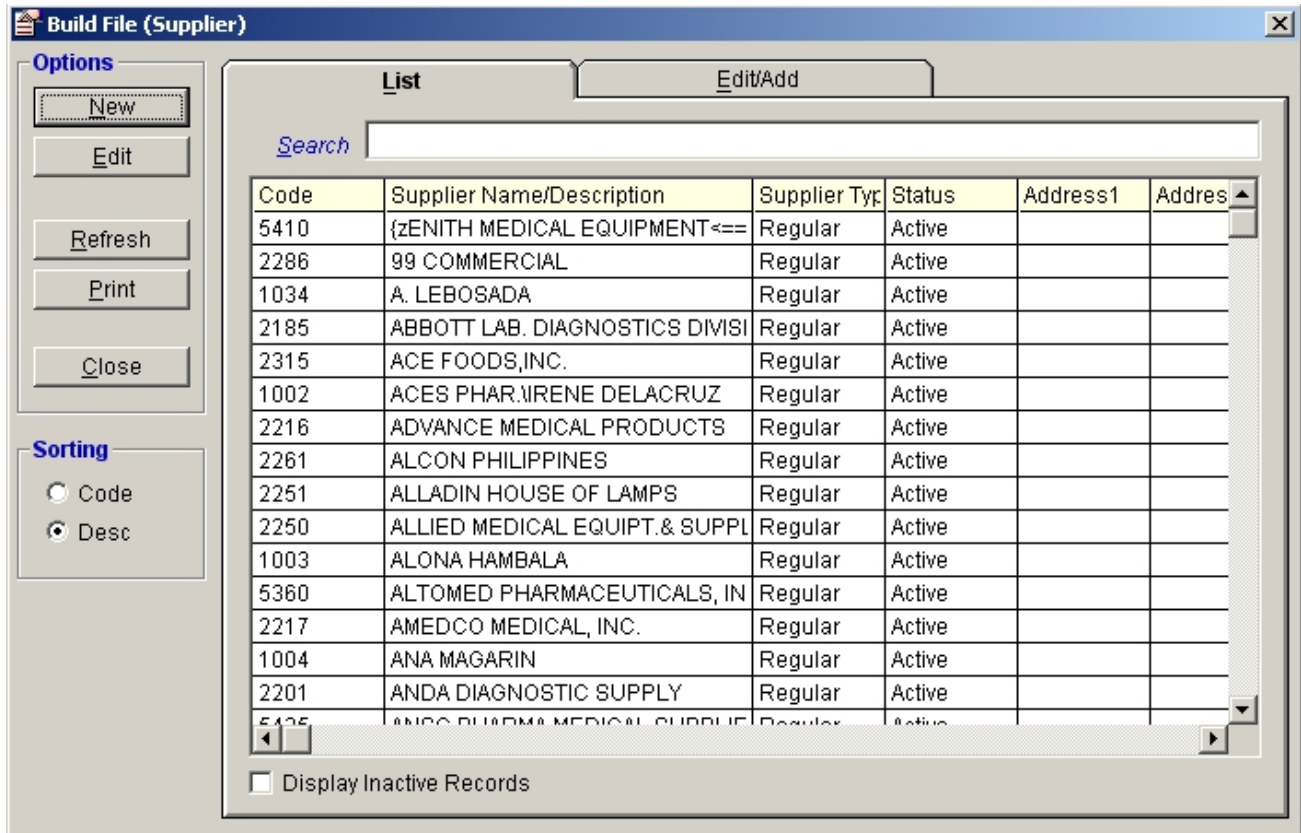 Build File (Supplier)
Options
New
Edit
Refresh
Print
Close
Sorting
Code
Desc
List
Edit/Add
Search
Code Supplier Name/Description Supplier Typ Status Address1 Addres
5410 {zENITH MEDICAL EQUIPMENT<== Regular Active
2286 99 COMMERCIAL Regular Active
1034 A. LEBOSADA Regular Active
2185 ABBOTT LAB. DIAGNOSTICS DIVISI Regular Active
2315 ACE FOODS,INC. Regular Active
1002 ACES PHAR.\IRENE DELACRUZ Regular Active
2216 ADVANCE MEDICAL PRODUCTS Regular Active
2261 ALCON PHILIPPINES Regular Active
2251 ALLADIN HOUSE OF LAMPS Regular Active
2250 ALLIED MEDICAL EQUIPT.& SUPPL Regular Active
1003 ALONA HAMBALA Regular Active
5360 ALTOMED PHARMACEUTICALS, IN Regular Active
2217 AMEDCO MEDICAL, INC. Regular Active
1004 ANA MAGARIN Regular Active
2201 ANDA DIAGNOSTIC SUPPLY Regular Active
PHARMA MEDICAL SUPPLIE Regular Active
Display Inactive Records